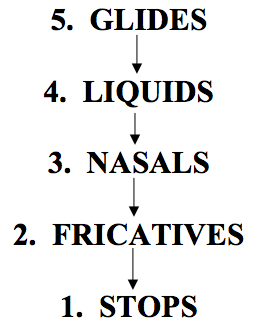 5. GLIDES
4. LIQUIDS
3. NASALS
2. FRICATIVES
1. STOPS